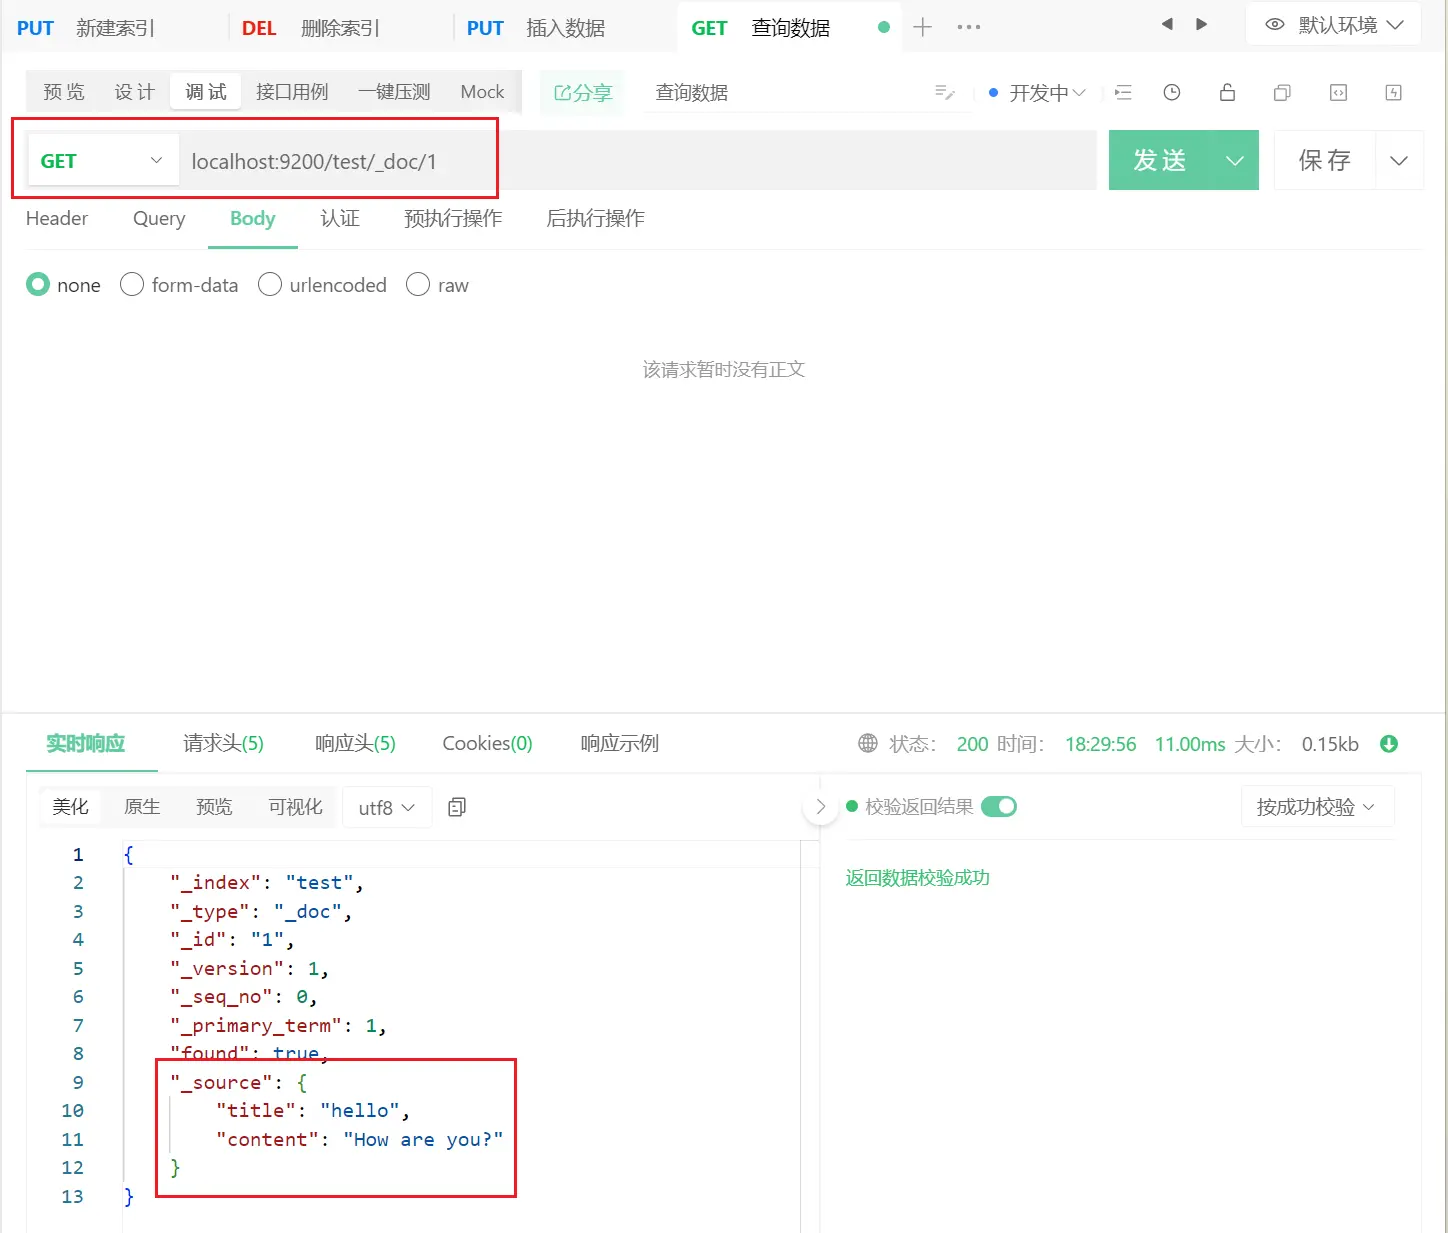 PUT 新建索引 DEL 删除索引 PUT 插入数据 GET 查询数据 默认环境
预览 设计 调试 接口用例 一键压测 Mock 分享 查询数据 开发中
GET localhost:9200/test/_doc/1 发送 保存
Header Query Body 认证 预执行操作 后执行操作
none form-data urlencoded raw
该请求暂时没有正文
实时响应 请求头(5) 响应头(5) Cookies(0) 响应示例 状态: 200 时间: 18:29:56 11.00ms 大小: 0.15kb
美化 原生 预览 可视化 utf8 校验返回结果 按成功校验
返回数据校验成功
1 {
2 "_index": "test",
3 "_type": "_doc",
4 "_id": "1",
5 "_version": 1,
6 "_seq_no": 0,
7 "_primary_term": 1,
8 "found": true,
9 "_source": {
10 "title": "hello",
11 "content": "How are you?"
12 }
13 }